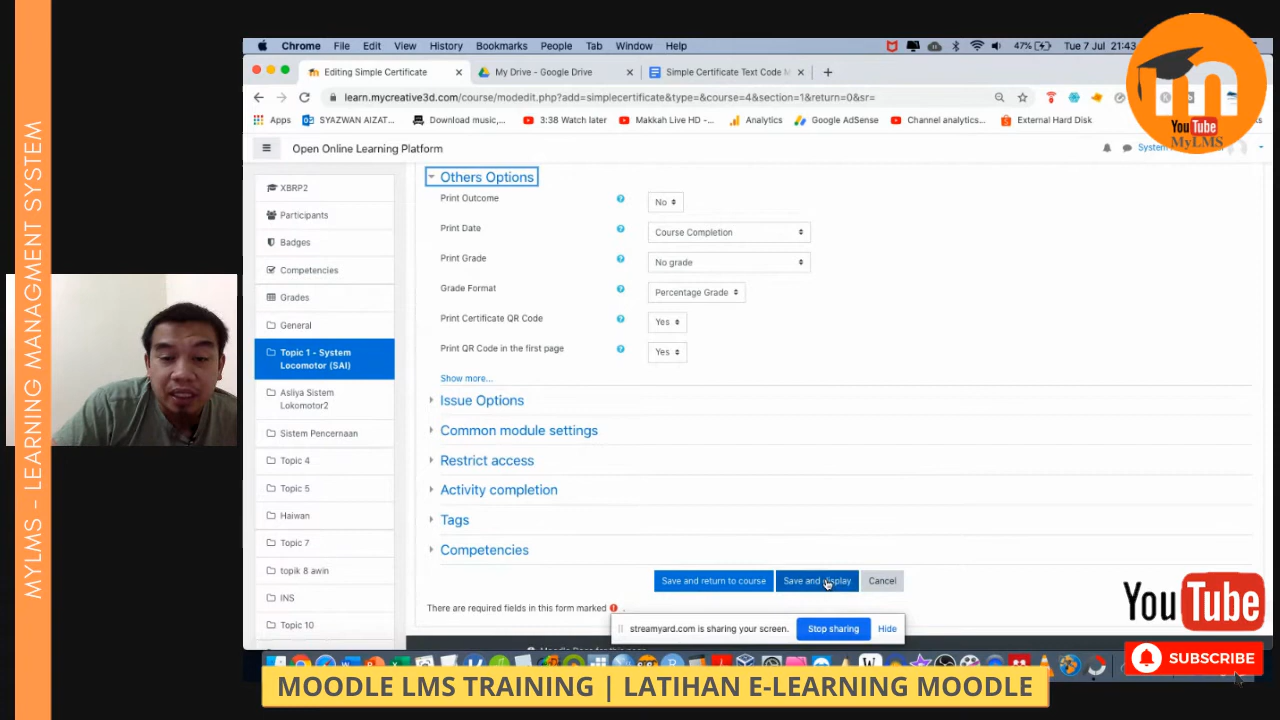 MYLMS - LEARNING MANAGMENT SYSTEM
Chrome File Edit View History Bookmarks People Tab Window Help
47%
Tue 7 Jul 21:43
Editing Simple Certificate
My Drive - Google Drive
Simple Certificate Text Code M
learn.mycreative3d.com/course/modedit.php?add=simplecertificate&type=&course=4&section=1&return=0&sr=
Apps
SYAZWAN AIZAT...
Download music,...
3:38 Watch later
Makkah Live HD -...
Analytics
Google AdSense
Channel analytics...
External Hard Disk
YouTube
MyLMS
Open Online Learning Platform
XBRP2
Participants
Badges
Competencies
Grades
General
Topic 1 - System
Locomotor (SAI)
Asliya Sistem
Lokomotor2
Sistem Pencernaan
Topic 4
Topic 5
Haiwan
Topic 7
topik 8 awin
INS
Topic 10
Others Options
Print Outcome
No
Print Date
Course Completion
Print Grade
No grade
Grade Format
Percentage Grade
Print Certificate QR Code
Yes
Print QR Code in the first page
Yes
Show more...
Issue Options
Common module settings
Restrict access
Activity completion
Tags
Competencies
Save and return to course
Save and display
Cancel
There are required fields in this form marked .
streamyard.com is sharing your screen.
Stop sharing
Hide
YouTube
SUBSCRIBE
MOODLE LMS TRAINING | LATIHAN E-LEARNING MOODLE